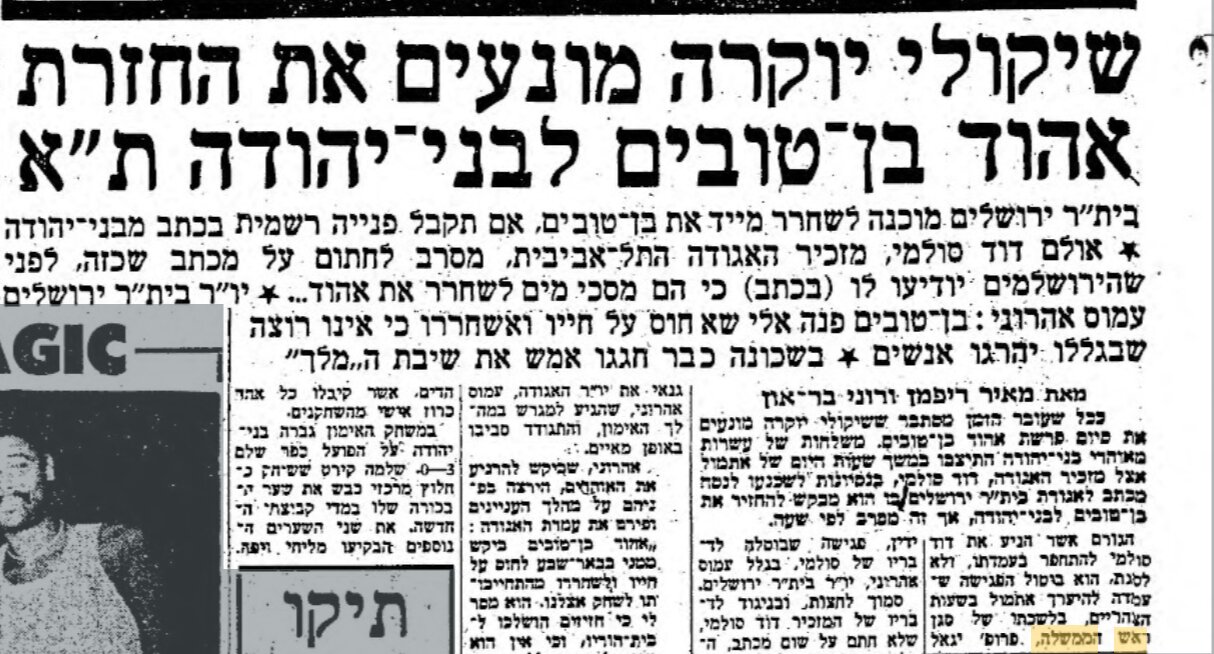 שיקולי יוקרה מונעים את החזרת
אהוד בן־טובים לבני־יהודה ת״א
בית״ר ירושלים מוכנה לשחרר מייד את בן־טובים, אם תקבל פנייה רשמית בכתב מבני־יהודה
★ אולם דוד סולמי, מזכיר האגודה התל־אביבית, מסרב לחתום על מכתב שכזה, לפני
שהירושלמים יודיעו לו (בכתב) כי הם מסכימים לשחרר את אהוד... ★ יו״ר בית״ר ירושלים
עמוס אהרוני: בן־טובים פנה אלי שאחוס על חייו ואשחררו כי אינו רוצה
שבגללו יהרגו אנשים ★ בשכונה כבר חגגו אמש את שיבת ה„מלך״
מאת מאיר דיפמן ורוני בר־און
ככל שעובר הזמן מסתבר ששיקולי יוקרה מונעים
את סיום פרשת אהוד בן־טובים. משלחות של עשרות
מאוהדי בני־יהודה התיצבו במשך שעות היום של אתמול
אצל מזכיר האגודה, דוד סולמי, בנסיונות לשכנעו לנסח
מכתב לאגודת בית״ר ירושלים בו הוא מבקש להחזיר את
בן־טובים לבני־יהודה, אך זה מסרב לפי שעה.
הגורם אשר הניע את דוד
סולמי להתחפר בעמדתו, ולא
לסגת, הוא ביטול הפגישה ש־
עמדה להיערך אתמול בשעות
הצהריים, בלשכתו של סגן
ראש הממשלה, פרופ׳ יגאל
ידין, פגישה שבוטלה לד־
בריו של סולמי, בגלל עמוס
אהרוני, יו״ר בית״ר ירושלים.
סמוך לחצות, ובניגוד לד־
בריו של המזכיר דוד סולמי,
שלא חתם על שום מכתב, ה־
גנאי את יו״ר האגודה, עמוס
אהרוני, שהגיע למגרש במה־
לך האימון, והתגודד סביבו
באופן מאיים.
אהרוני, שביקש להרגיע
את האוהדים, הירצה בפ־
ניהם על מהלך העניינים
ופירט את עמדת האגודה:
„אהוד בן־טובים ביקש
ממני בבאר־שבע לחוס על
חייו ולשחררו מהתחייבו־
תו לשחק אצלנו. הוא מסר
לי כי חזיזים הושלכו ל־
בית־הוריו, וכי אין הוא
הדים, אשר קיבלו כל אחד
כרוז אישי מהשחקנים.
במשחק האימון גברה בני־
יהודה על הפועל כפר שלם
3—0. שלמה קירט ששיחק כ־
חלוץ מרכזי כבש את שער ה־
בכורה שלו במדי קבוצתו ה־
חדשה. את שני השערים ה־
נוספים הבקיעו מליחי ויפת.
תיקו
AGIC